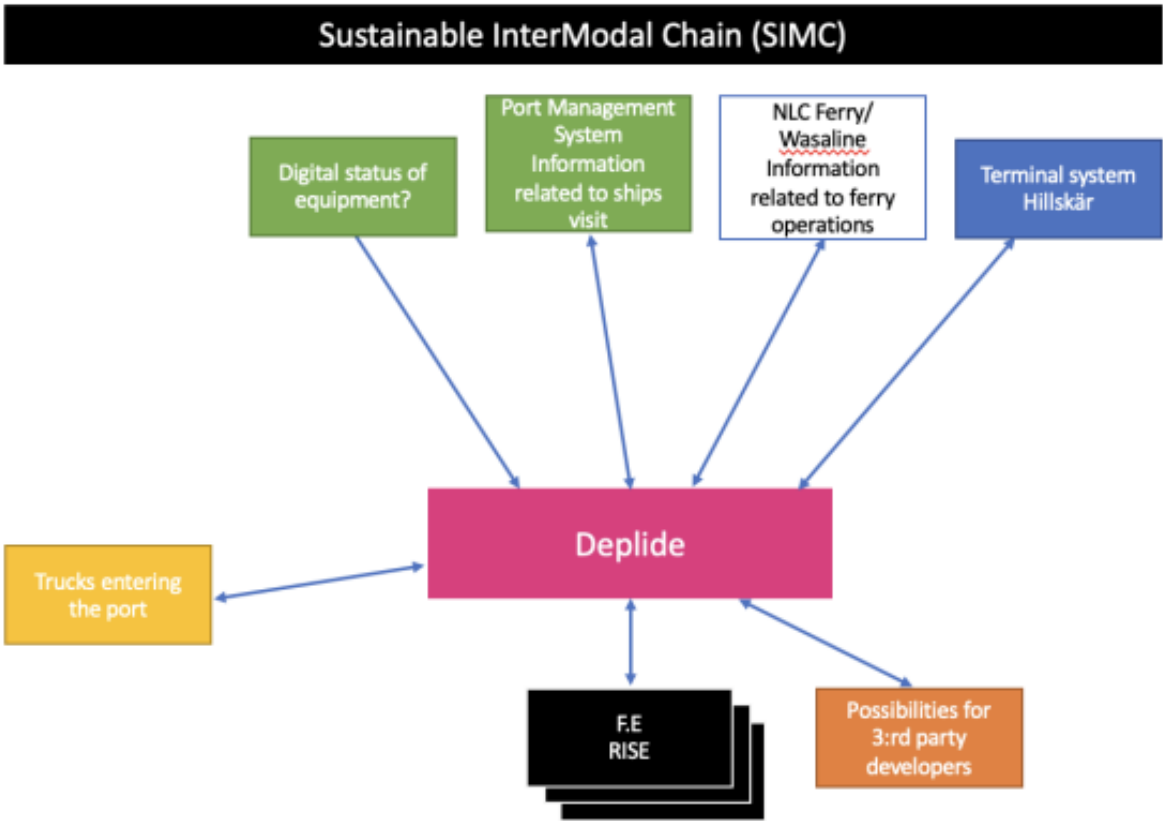 Sustainable InterModal Chain (SIMC)
Digital status of
equipment?
Port Management
System
Information
related to ships
visit
NLC Ferry/
Wasaline
Information
related to ferry
operations
Terminal system
Hillskär
Deplide
Trucks entering
the port
F.E
RISE
Possibilities for
3:rd party
developers